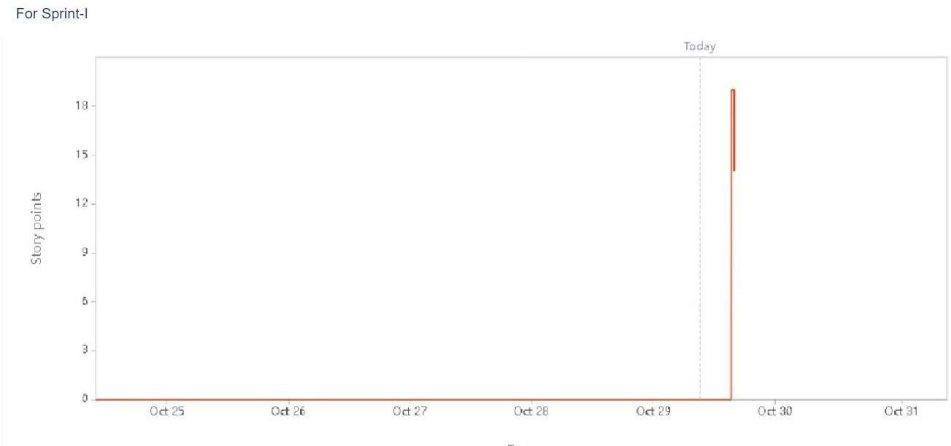 For Sprint-I
Today
Story points
18
15
12
9
6
3
0
Oct 25
Oct 26
Oct 27
Oct 28
Oct 29
Oct 30
Oct 31